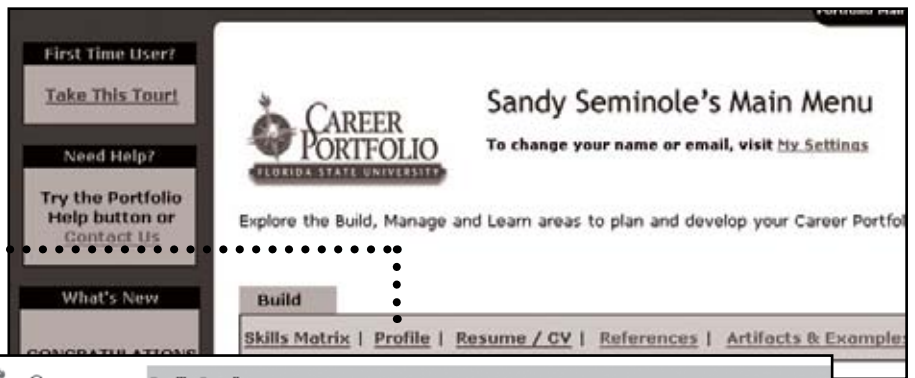 First Time User?
Take This Tour!
Need Help?
Try the Portfolio
Help button or
Contact Us
What's New
CONGRATULATIONS
CAREER
PORTFOLIO
FLORIDA STATE UNIVERSITY
Sandy Seminole's Main Menu
To change your name or email, visit My Settings
Explore the Build, Manage and Learn areas to plan and develop your Career Portfol
Build
Skills Matrix | Profile | Resume / CV | References | Artifacts & Examples